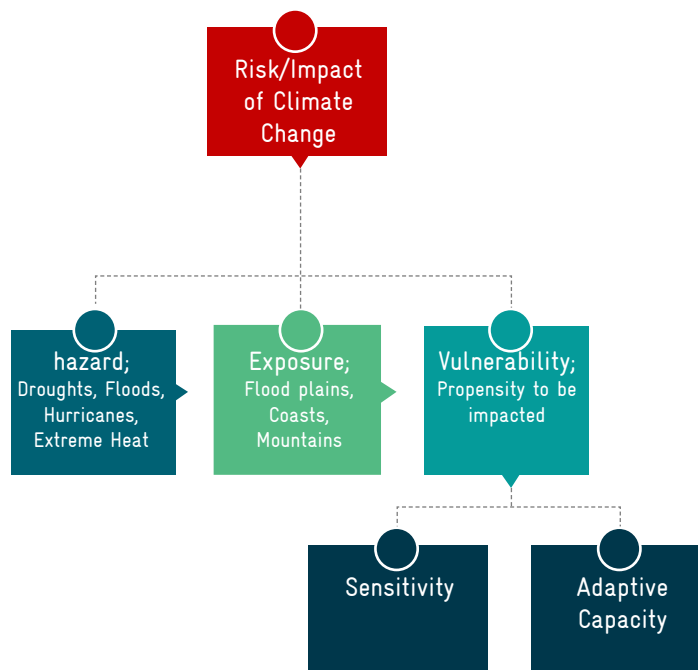 Risk/Impact
of Climate
Change
hazard;
Droughts, Floods,
Hurricanes,
Extreme Heat
Exposure;
Flood plains,
Coasts,
Mountains
Vulnerability;
Propensity to be
impacted
Sensitivity
Adaptive
Capacity